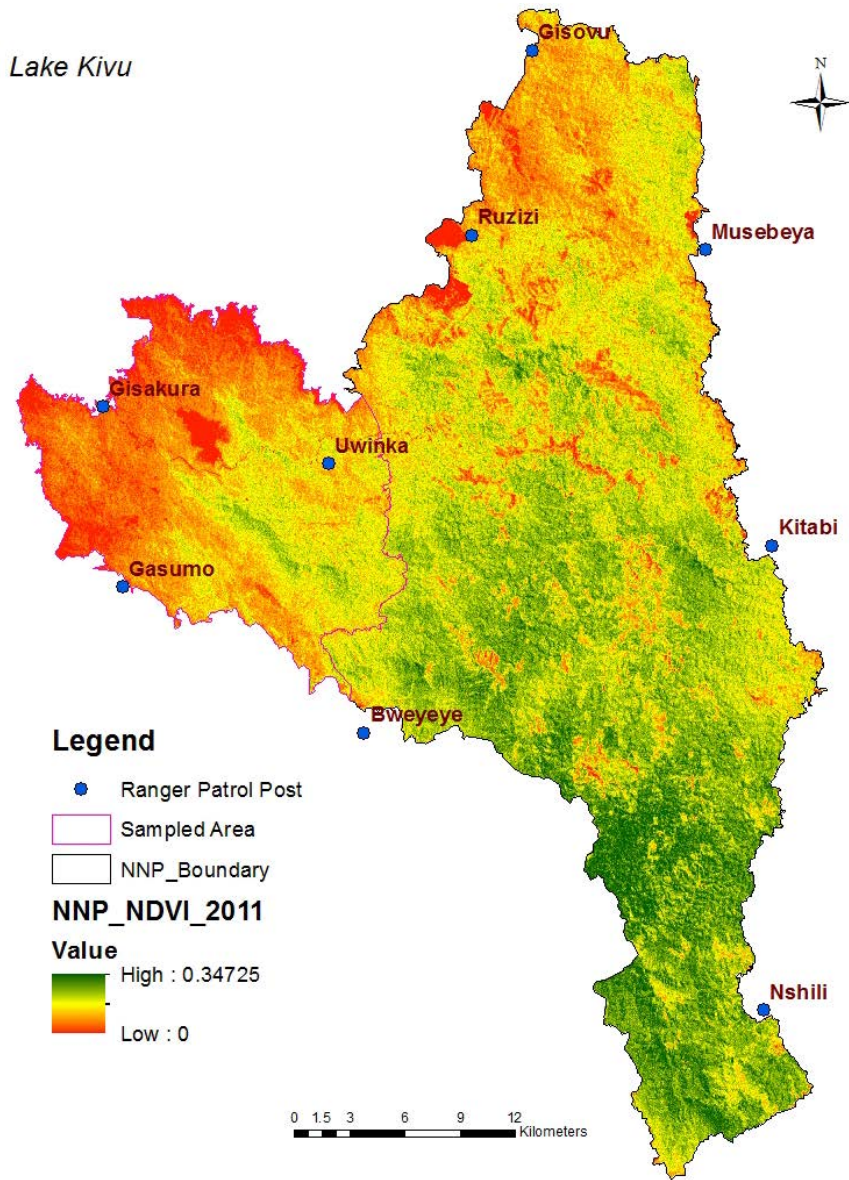 Gisovu
Lake Kivu
N
Ruzizi
Musebeya
Gisakura
Uwinka
Kitabi
Gasumo
Bweyeye
Legend
Ranger Patrol Post
Sampled Area
NNP_Boundary
NNP_NDVI_2011
Value
High : 0.34725
Low : 0
Nshili
0 1.5 3 6 9 12
Kilometers